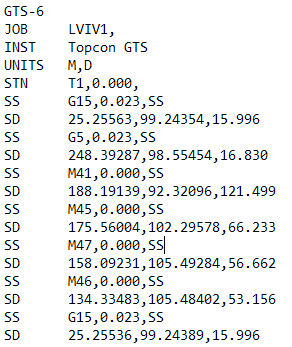 GTS-6
JOB LVIV1,
INST Topcon GTS
UNITS M,D
STN T1,0.000,
SS G15,0.023,SS
SD 25.25563,99.24354,15.996
SS G5,0.023,SS
SD 248.39287,98.55454,16.830
SS M41,0.000,SS
SD 188.19139,92.32096,121.499
SS M45,0.000,SS
SD 175.56004,102.29578,66.233
SS M47,0.000,SS
SD 158.09231,105.49284,56.662
SS M46,0.000,SS
SD 134.33483,105.48402,53.156
SS G15,0.023,SS
SD 25.25536,99.24389,15.996